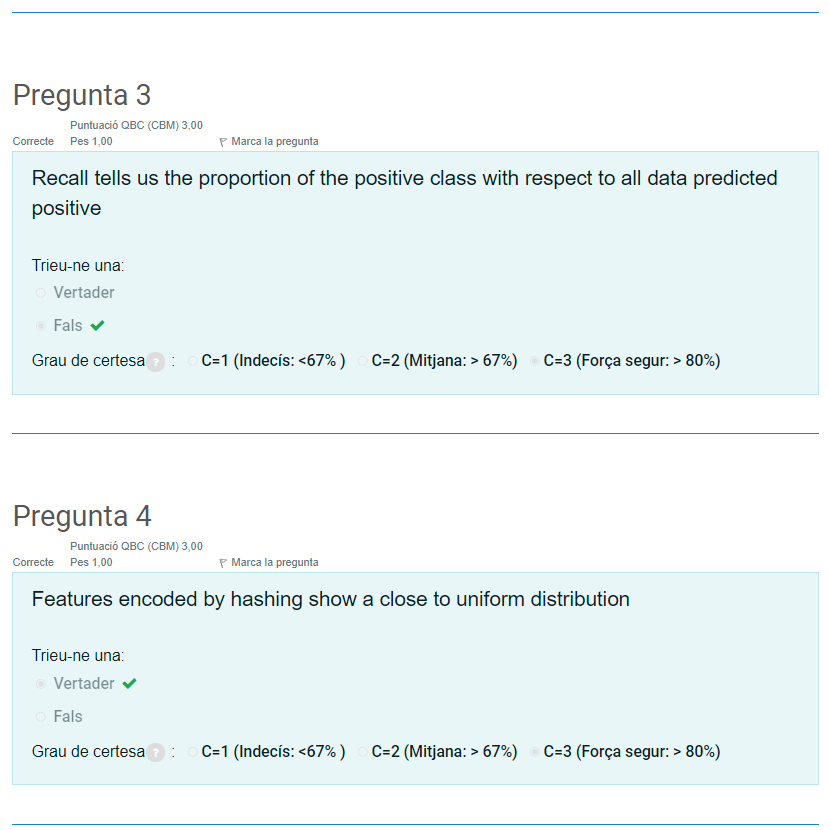 Pregunta 3
Puntuació QBC (CBM) 3,00
Correcte Pes 1,00 Marca la pregunta
Recall tells us the proportion of the positive class with respect to all data predicted
positive
Trieu-ne una:
Vertader
Fals
Grau de certesa ? : C=1 (Indecís: <67% ) C=2 (Mitjana: > 67%) C=3 (Força segur: > 80%)
Pregunta 4
Puntuació QBC (CBM) 3,00
Correcte Pes 1,00 Marca la pregunta
Features encoded by hashing show a close to uniform distribution
Trieu-ne una:
Vertader
Fals
Grau de certesa ? : C=1 (Indecís: <67% ) C=2 (Mitjana: > 67%) C=3 (Força segur: > 80%)